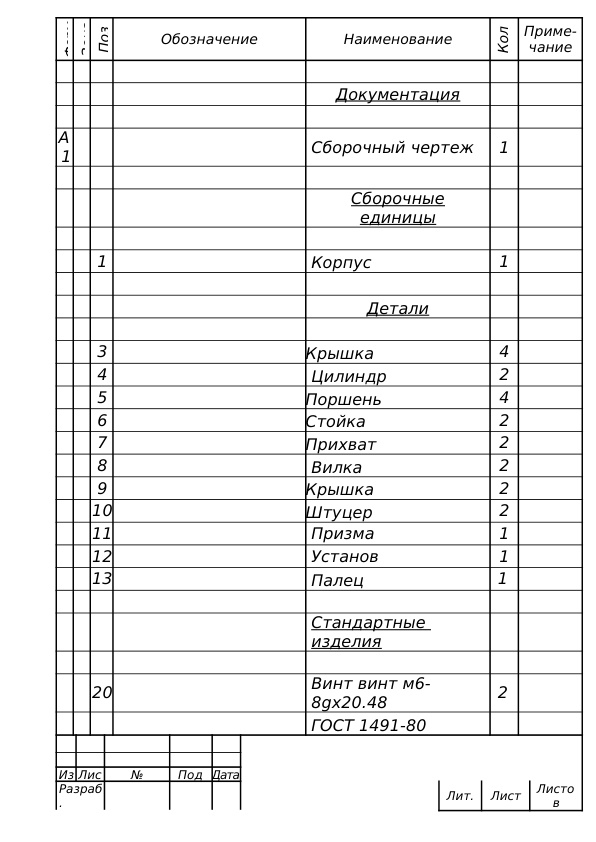 Поз Обозначение Наименование Кол Приме-
чание
Документация
А
1 Сборочный чертеж 1
Сборочные
единицы
1 Корпус 1
Детали
3 Крышка 4
4 Цилиндр 2
5 Поршень 4
6 Стойка 2
7 Прихват 2
8 Вилка 2
9 Крышка 2
10 Штуцер 2
11 Призма 1
12 Установ 1
13 Палец 1
Стандартные
изделия
20 Винт винт м6-
8gx20.48 2
ГОСТ 1491-80
Из Лис № Под Дата
Разраб
.
Лит. Лист Листо
в